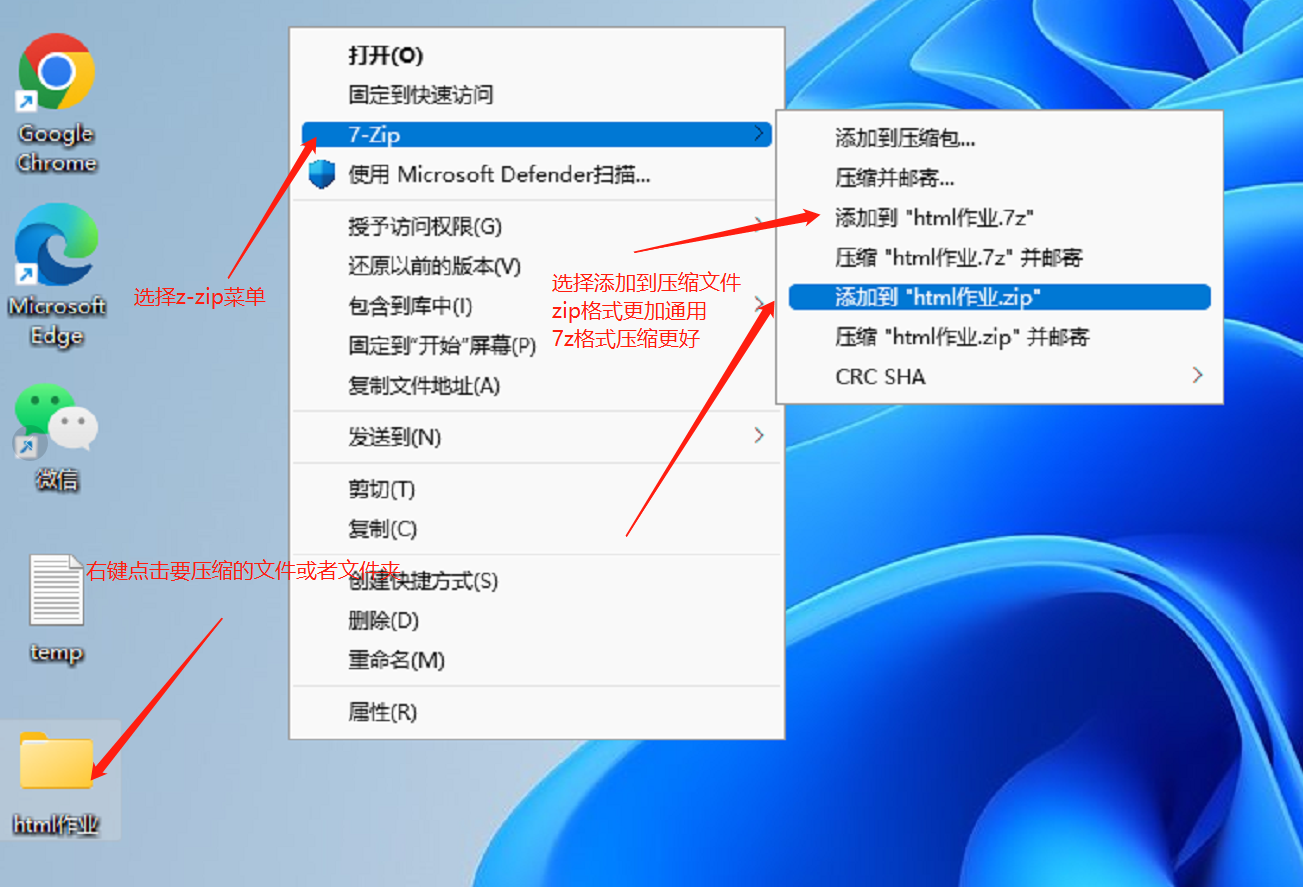 Google
Chrome
Microsoft
Edge
微信
temp
html作业
选择z-zip菜单
右键点击要压缩的文件或者文件夹
打开(O)
固定到快速访问
7-Zip
使用 Microsoft Defender扫描...
授予访问权限(G)
还原以前的版本(V)
包含到库中(I)
固定到“开始”屏幕(P)
复制文件地址(A)
发送到(N)
剪切(T)
复制(C)
创建快捷方式(S)
删除(D)
重命名(M)
属性(R)
选择添加到压缩文件
zip格式更加通用
7z格式压缩更好
添加到压缩包...
压缩并邮寄...
添加到 "html作业.7z"
压缩 "html作业.7z" 并邮寄
添加到 "html作业.zip"
压缩 "html作业.zip" 并邮寄
CRC SHA